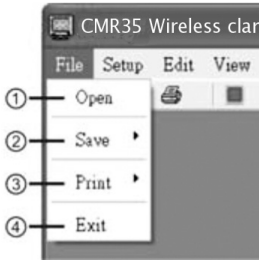 CMR35 Wireless clar
File Setup Edit View
① Open
② Save
③ Print
④ Exit